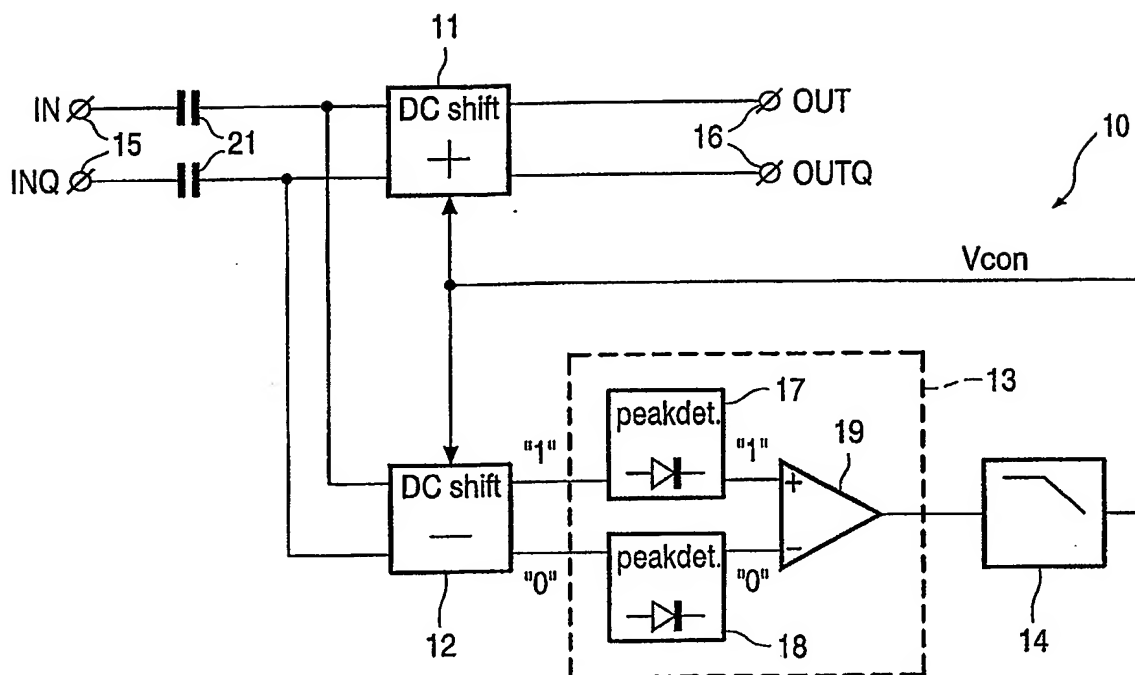 11
IN
15
21
DC shift
+
16
OUT
10
INQ
OUTQ
Vcon
13
peakdet.
17
"1"
"1"
19
DC shift
−
+
"0"
peakdet.
"0"
−
12
18
14